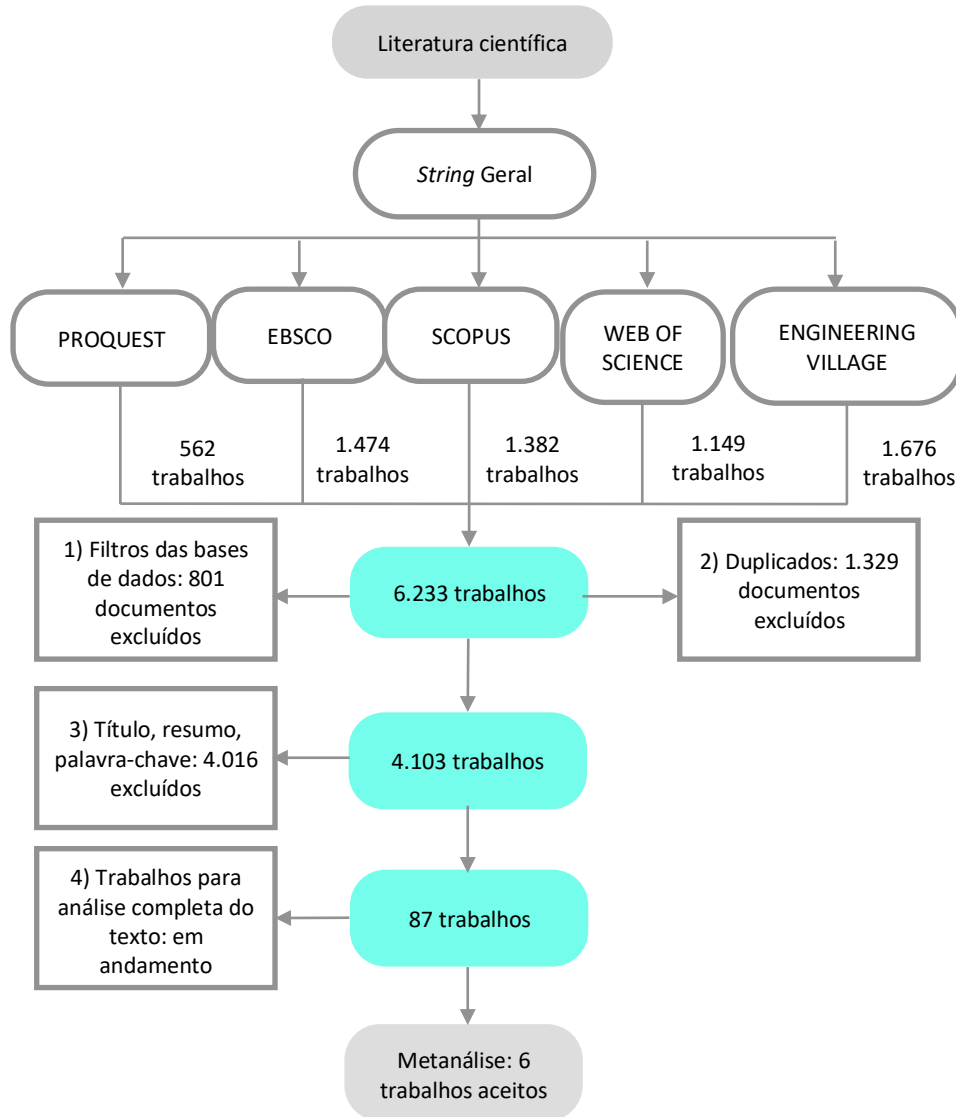 Literatura científica
String Geral
PROQUEST
EBSCO
SCOPUS
WEB OF
SCIENCE
ENGINEERING
VILLAGE
562
trabalhos
1.474
trabalhos
1.382
trabalhos
1.149
trabalhos
1.676
trabalhos
1) Filtros das bases
de dados: 801
documentos
excluídos
6.233 trabalhos
2) Duplicados: 1.329
documentos
excluídos
3) Título, resumo,
palavra-chave: 4.016
excluídos
4.103 trabalhos
4) Trabalhos para
análise completa do
texto: em
andamento
87 trabalhos
Metanálise: 6
trabalhos aceitos